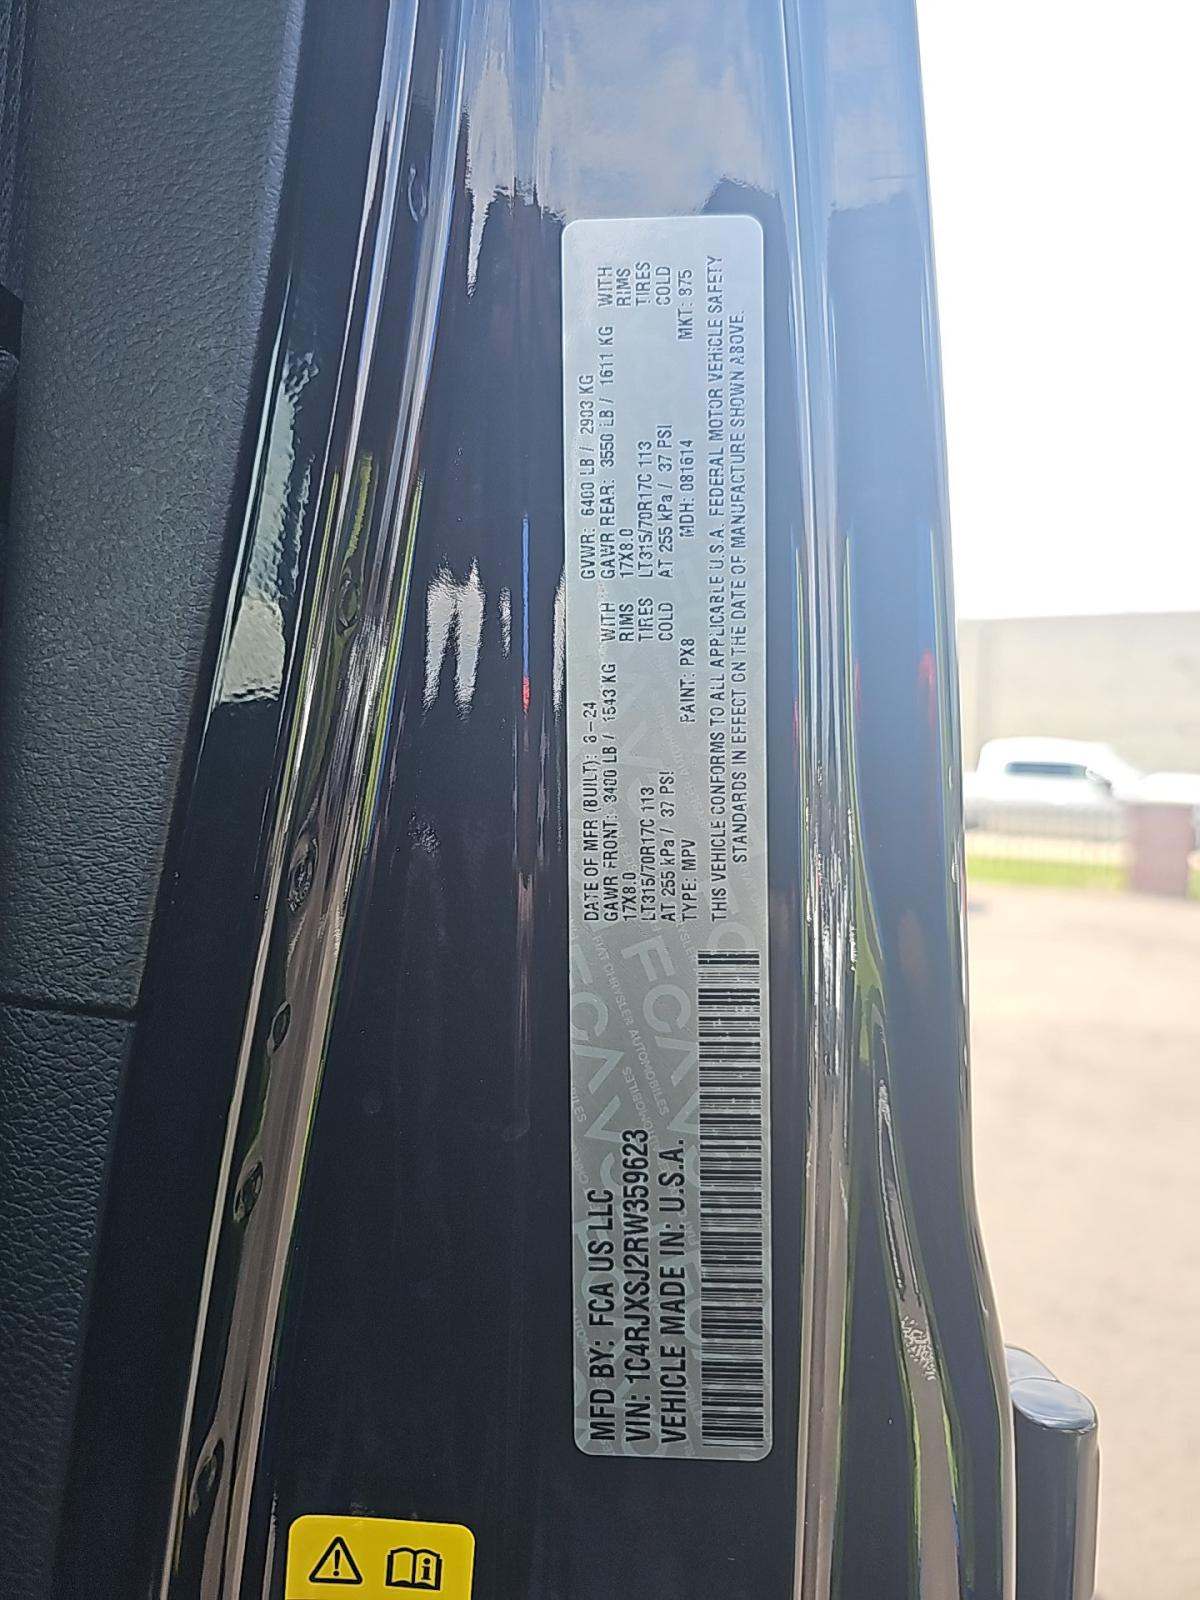 MFD BY: FCA US LLC
VIN: 1C4RJXSJ2RW359623
VEHICLE MADE IN: U.S.A.
DATE OF MFR (BUILT): 8-24 GVWR: 6400 LB / 2903 KG
GAWR FRONT: 3400 LB / 1543 KG WITH GAWR REAR: 3550 LB / 1611 KG WITH
17X8.0 RIMS 17X8.0 RIMS
LT315/70R17C 113 TIRES LT315/70R17C 113 TIRES
AT 255 kPa / 37 PSI COLD AT 255 kPa / 37 PSI COLD
TYPE: MPV PAINT: PX8 MDH: 081614 MKT: 875
THIS VEHICLE CONFORMS TO ALL APPLICABLE U.S.A. FEDERAL MOTOR VEHICLE SAFETY
STANDARDS IN EFFECT ON THE DATE OF MANUFACTURE SHOWN ABOVE.